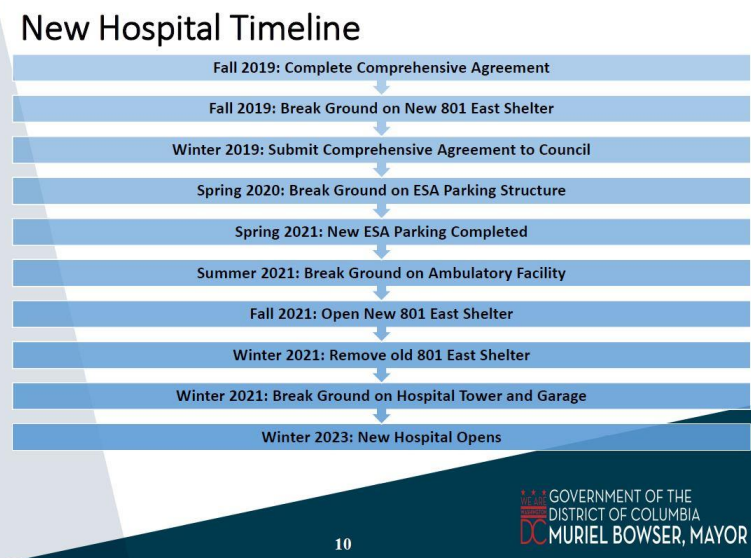 New Hospital Timeline
Fall 2019: Complete Comprehensive Agreement
Fall 2019: Break Ground on New 801 East Shelter
Winter 2019: Submit Comprehensive Agreement to Council
Spring 2020: Break Ground on ESA Parking Structure
Spring 2021: New ESA Parking Completed
Summer 2021: Break Ground on Ambulatory Facility
Fall 2021: Open New 801 East Shelter
Winter 2021: Remove old 801 East Shelter
Winter 2021: Break Ground on Hospital Tower and Garage
Winter 2023: New Hospital Opens
WE ARE
WASHINGTON
DC
GOVERNMENT OF THE
DISTRICT OF COLUMBIA
MURIEL BOWSER, MAYOR
10